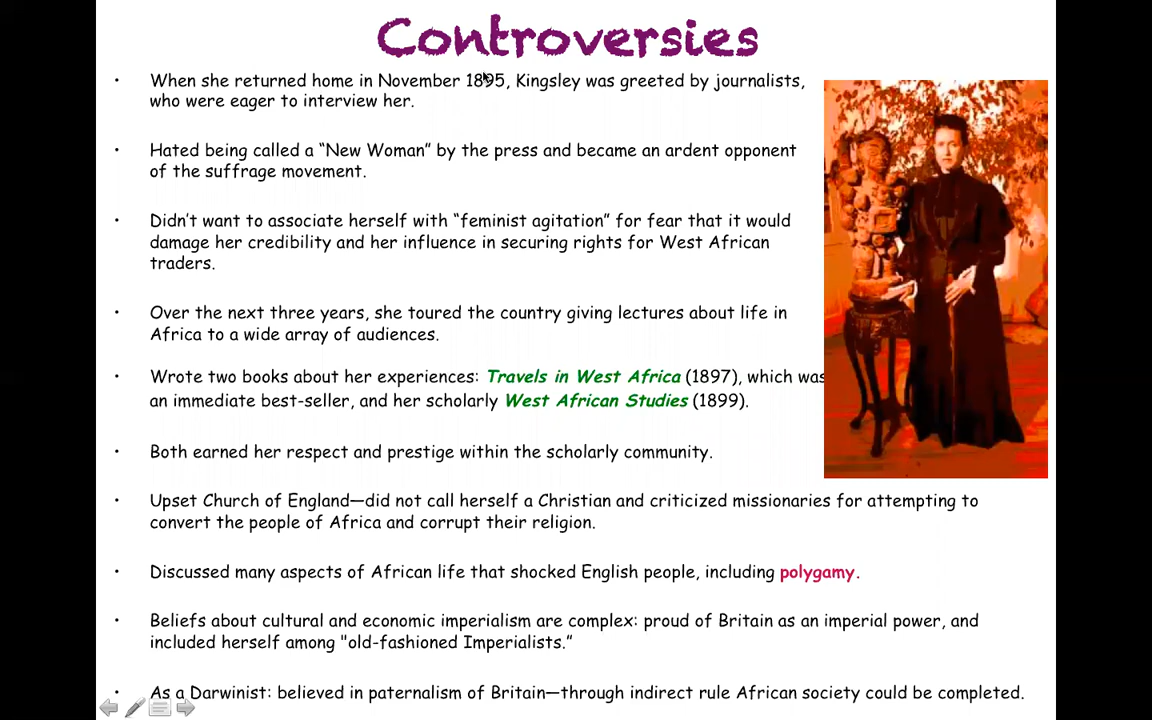 Controversies
• When she returned home in November 1895, Kingsley was greeted by journalists,
who were eager to interview her.
• Hated being called a “New Woman” by the press and became an ardent opponent
of the suffrage movement.
• Didn’t want to associate herself with “feminist agitation” for fear that it would
damage her credibility and her influence in securing rights for West African
traders.
• Over the next three years, she toured the country giving lectures about life in
Africa to a wide array of audiences.
• Wrote two books about her experiences: Travels in West Africa (1897), which was
an immediate best-seller, and her scholarly West African Studies (1899).
• Both earned her respect and prestige within the scholarly community.
• Upset Church of England—did not call herself a Christian and criticized missionaries for attempting to
convert the people of Africa and corrupt their religion.
• Discussed many aspects of African life that shocked English people, including polygamy.
• Beliefs about cultural and economic imperialism are complex: proud of Britain as an imperial power, and
included herself among "old-fashioned Imperialists.”
• As a Darwinist: believed in paternalism of Britain—through indirect rule African society could be completed.